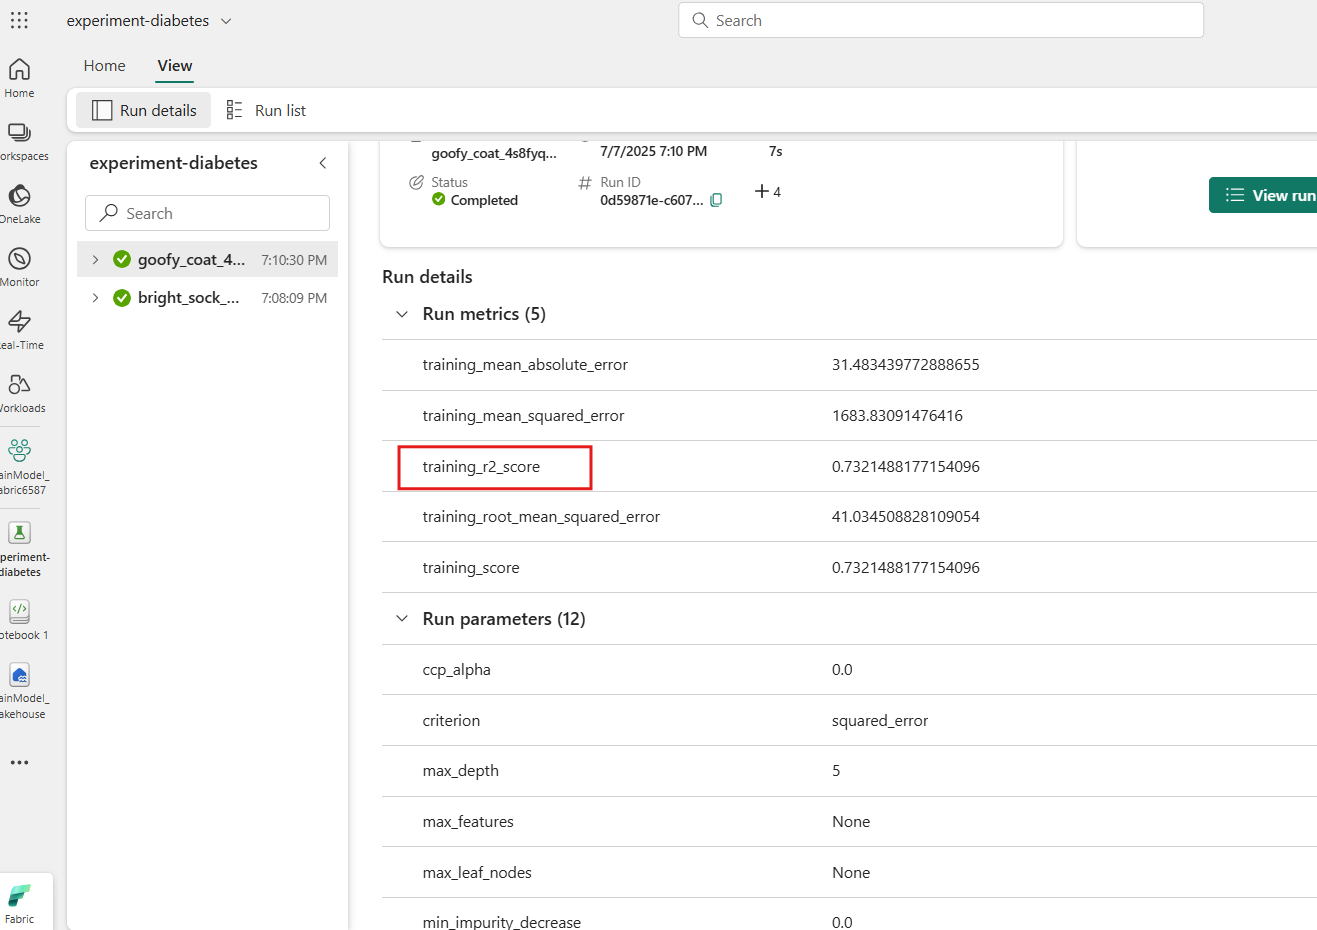 experiment-diabetes
Search
Home
View
Run details
Run list
Home
orkspaces
OneLake
Monitor
eal-Time
Workloads
ainModel_
abric6587
periment-
diabetes
otebook 1
ainModel_
akehouse
Fabric
experiment-diabetes
Search
goofy_coat_4...
7:10:30 PM
bright_sock_...
7:08:09 PM
goofy_coat_4s8fyq...
7/7/2025 7:10 PM
7s
Status
Completed
Run ID
0d59871e-c607...
+ 4
View run
Run details
Run metrics (5)
training_mean_absolute_error 31.483439772888655
training_mean_squared_error 1683.83091476416
training_r2_score 0.7321488177154096
training_root_mean_squared_error 41.034508828109054
training_score 0.7321488177154096
Run parameters (12)
ccp_alpha 0.0
criterion squared_error
max_depth 5
max_features None
max_leaf_nodes None
min_impurity_decrease 0.0